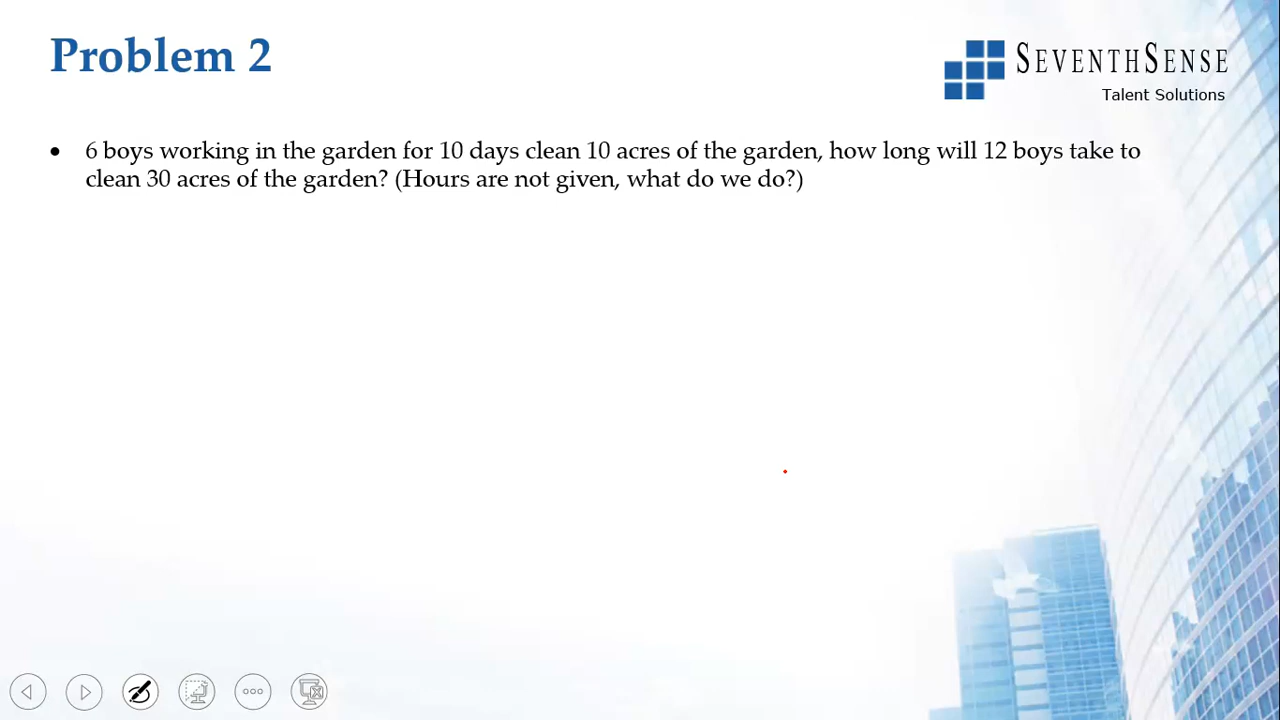 Problem 2
SEVENTHSENSE
Talent Solutions
• 6 boys working in the garden for 10 days clean 10 acres of the garden, how long will 12 boys take to
clean 30 acres of the garden? (Hours are not given, what do we do?)